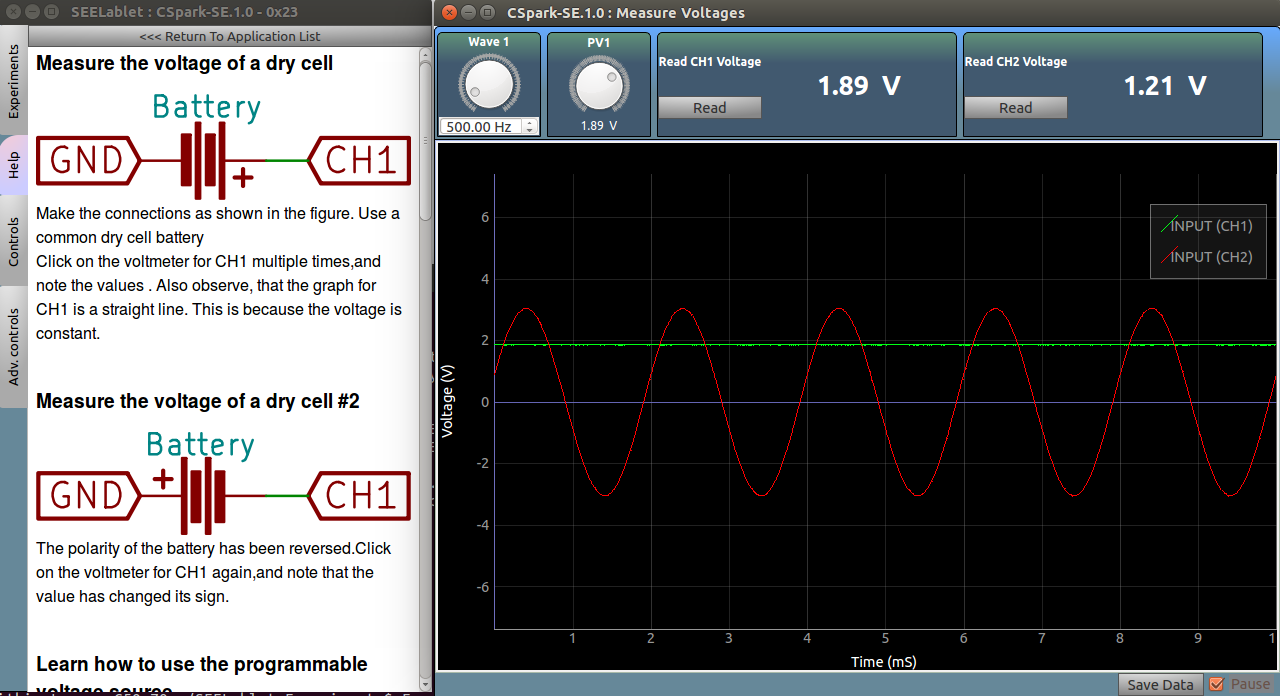 SEELablet : CSpark-SE.1.0 - 0x23
<<< Return To Application List
Experiments
Help
Controls
Adv.controls
Measure the voltage of a dry cell
Battery
GND
+
CH1
Make the connections as shown in the figure. Use a
common dry cell battery
Click on the voltmeter for CH1 multiple times,and
note the values . Also observe, that the graph for
CH1 is a straight line. This is because the voltage is
constant.
Measure the voltage of a dry cell #2
Battery
GND
+
CH1
The polarity of the battery has been reversed.Click
on the voltmeter for CH1 again,and note that the
value has changed its sign.
Learn how to use the programmable
voltage source
CSpark-SE.1.0 : Measure Voltages
Wave 1
500.00 Hz
PV1
1.89 V
Read CH1 Voltage
Read
1.89 V
Read CH2 Voltage
Read
1.21 V
INPUT (CH1)
INPUT (CH2)
Voltage (V)
6
4
2
0
-2
-4
-6
1 2 3 4 5 6 7 8 9 1
Time (mS)
Save Data
Pause